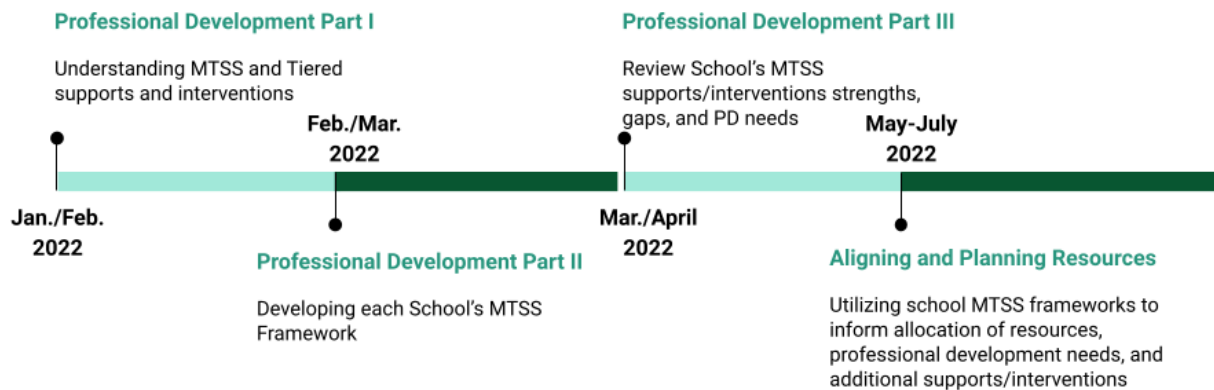 Professional Development Part I
Understanding MTSS and Tiered
supports and interventions
Jan./Feb.
2022
Feb./Mar.
2022
Professional Development Part II
Developing each School's MTSS
Framework
Professional Development Part III
Review School's MTSS
supports/interventions strengths,
gaps, and PD needs
Mar./April
2022
May-July
2022
Aligning and Planning Resources
Utilizing school MTSS frameworks to
inform allocation of resources,
professional development needs, and
additional supports/interventions